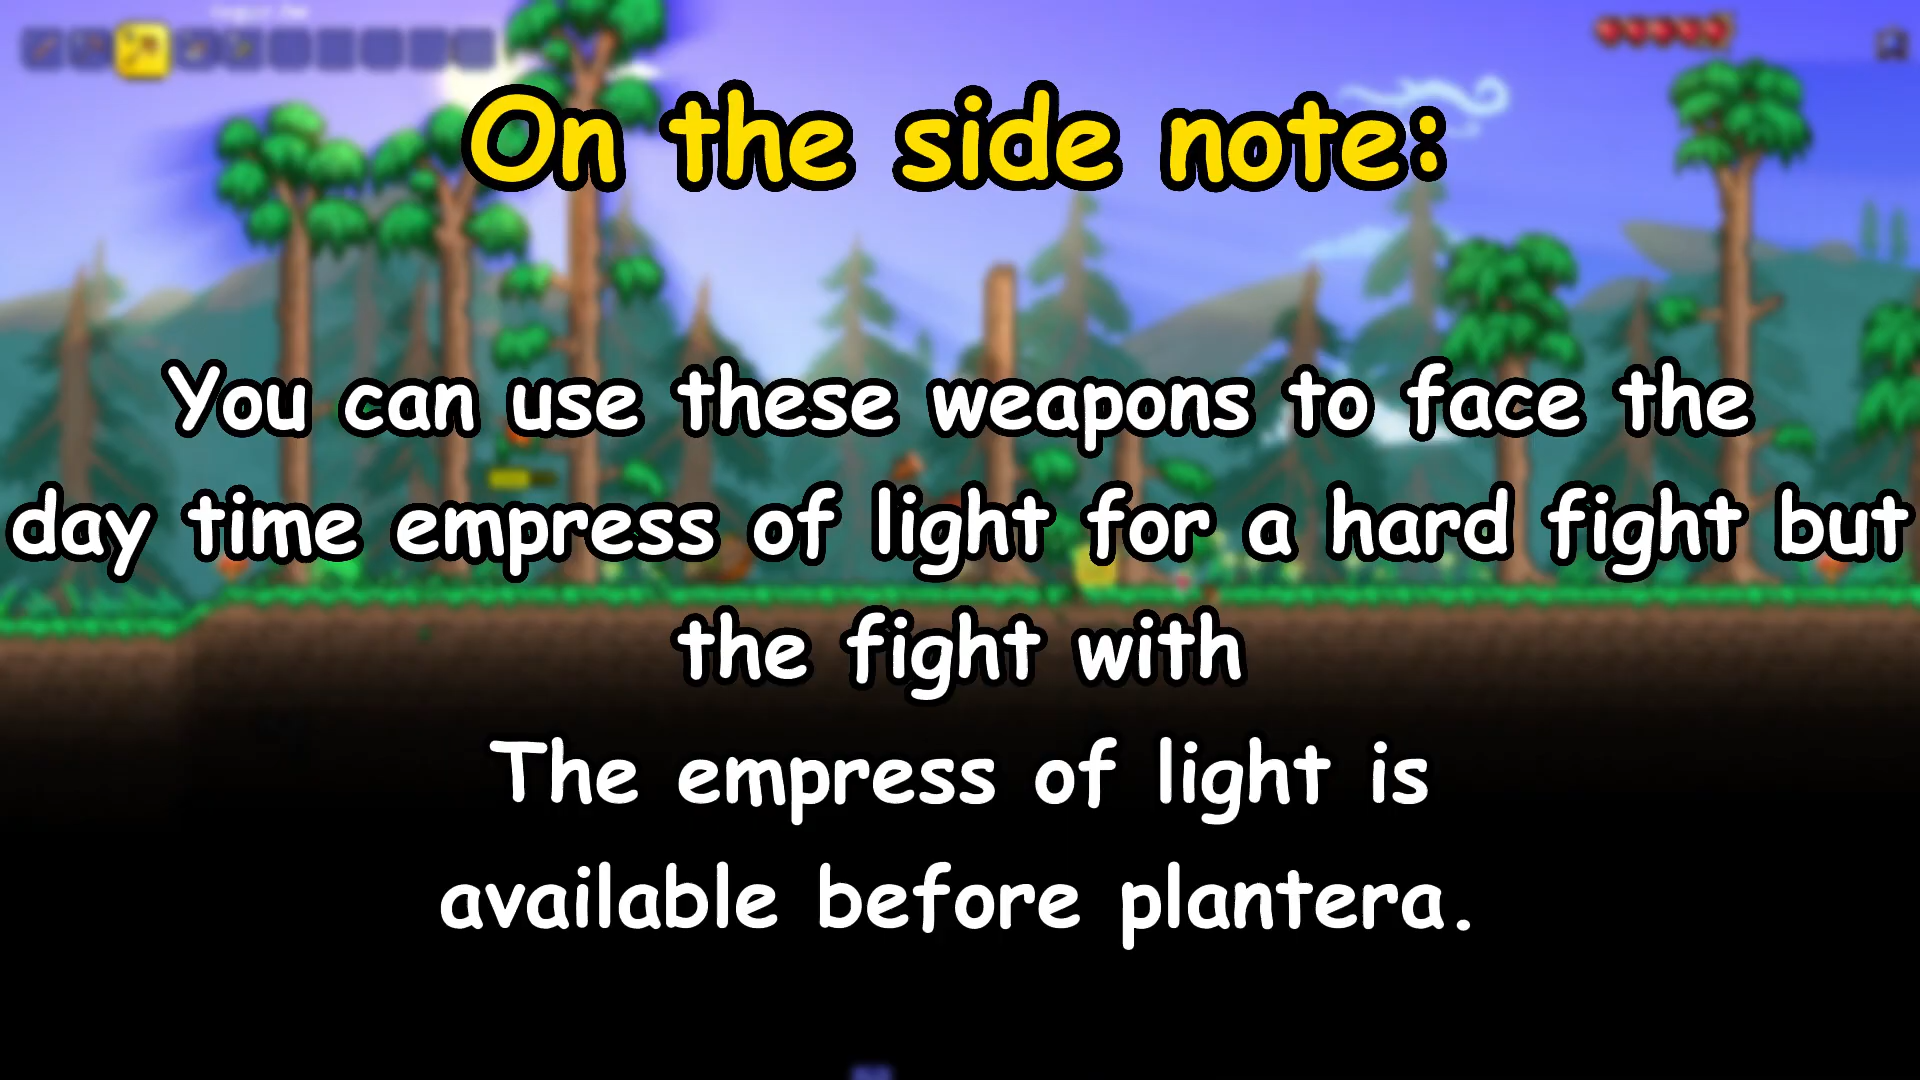 On the side note:
You can use these weapons to face the
day time empress of light for a hard fight but
the fight with
The empress of light is
available before plantera.